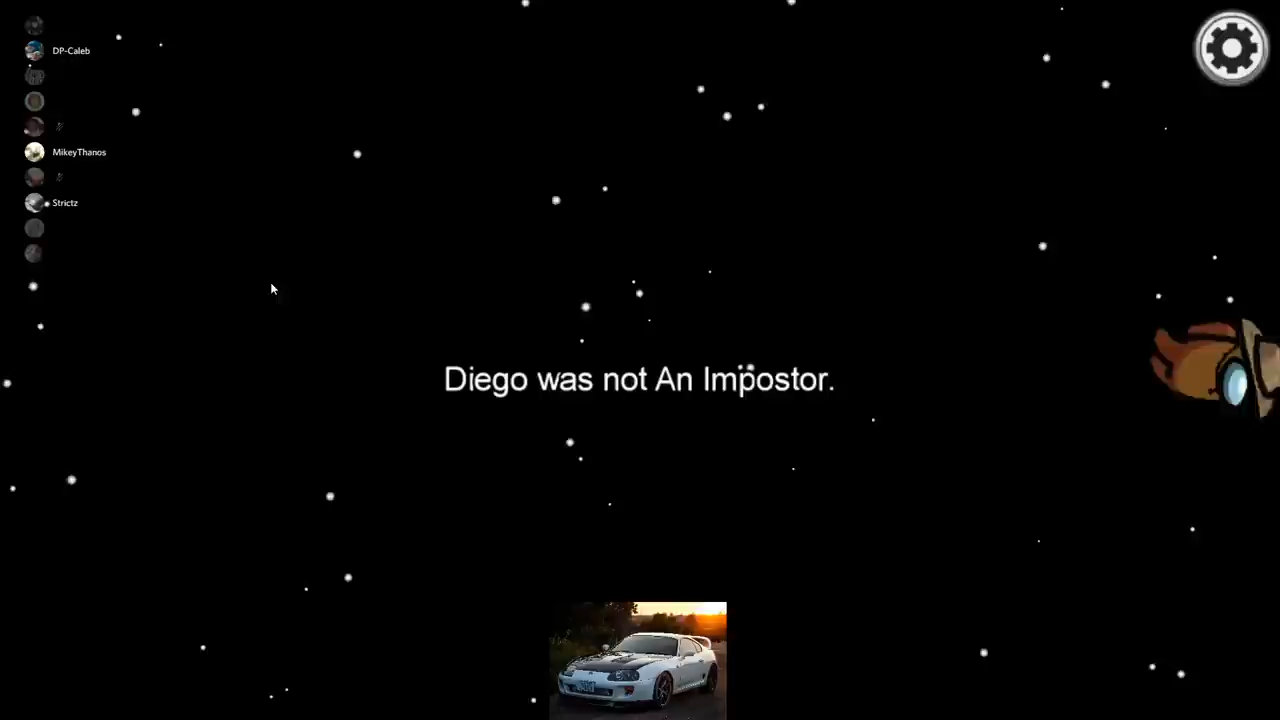 DP-Caleb
MikeyThanos
Strictz
Diego was not An Impostor.